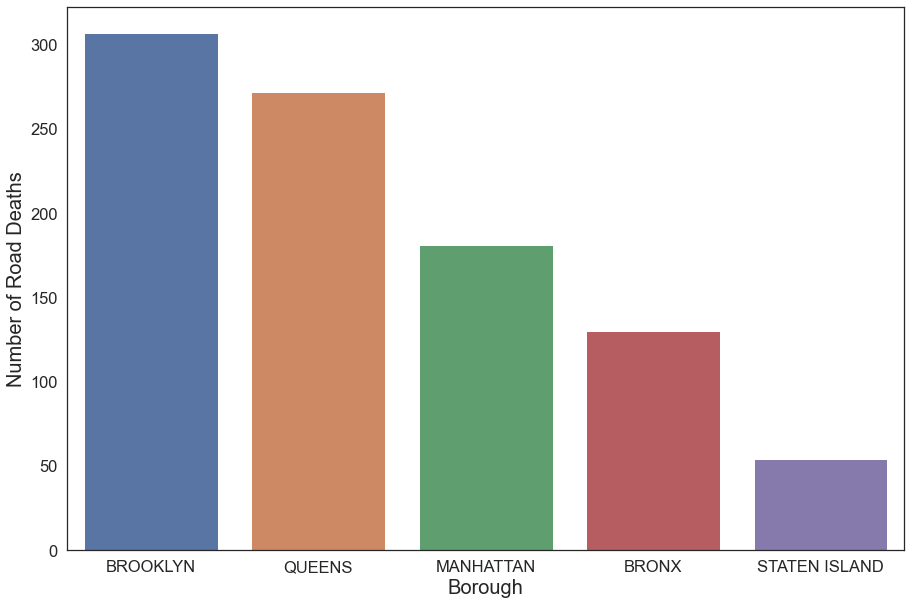 Number of Road Deaths
300
250
200
150
100
50
0
BROOKLYN
QUEENS
MANHATTAN
BRONX
STATEN ISLAND
Borough